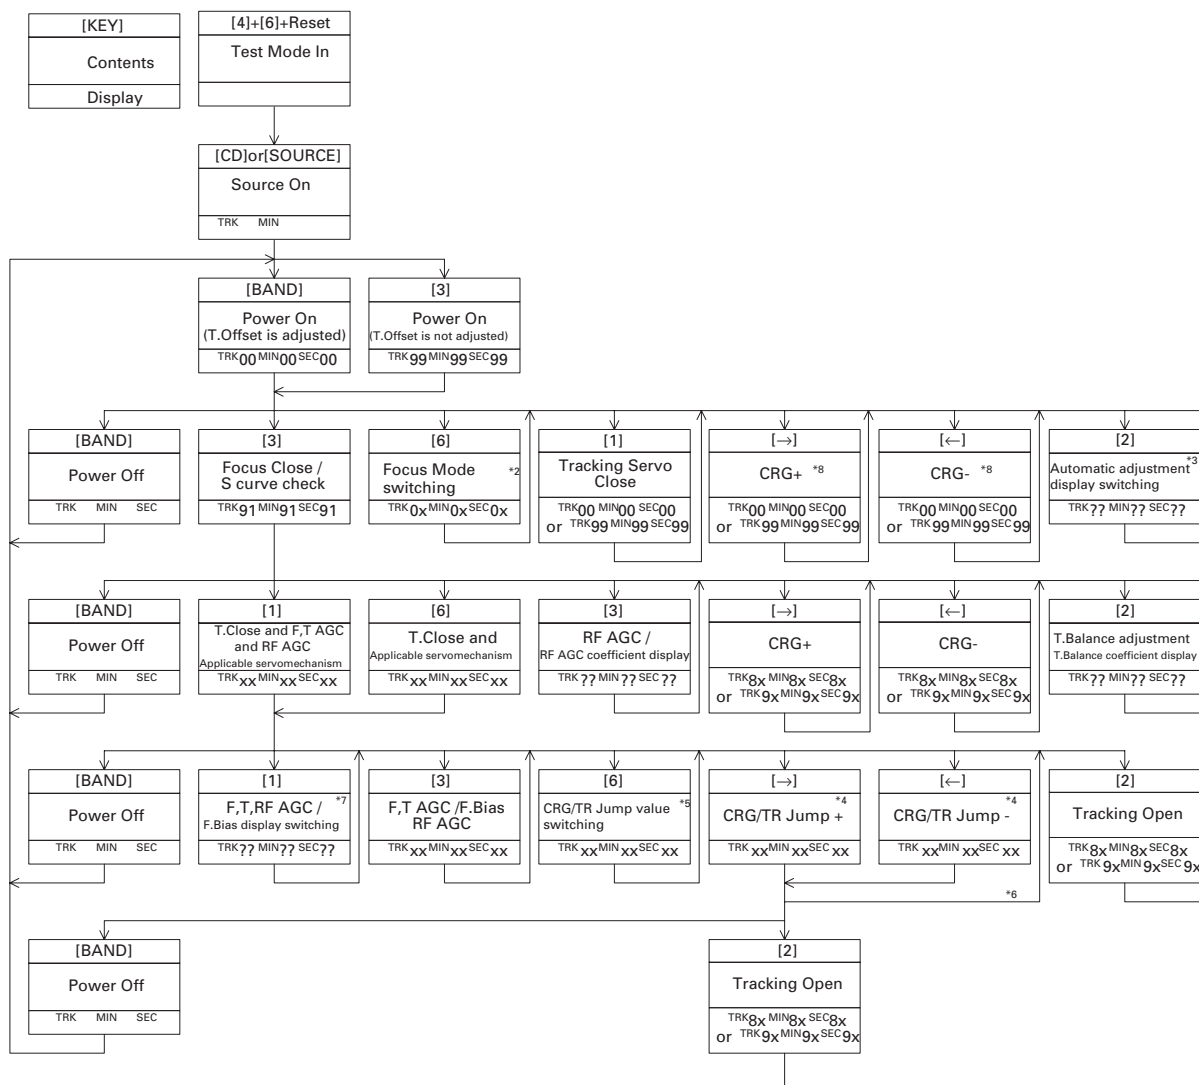 [KEY]
Contents
Display
[4]+[6]+Reset
Test Mode In
[CD]or[SOURCE]
Source On
TRK MIN
[BAND]
Power On
(T.Offset is adjusted)
TRK00 MIN00 SEC00
[3]
Power On
(T.Offset is not adjusted)
TRK99 MIN99 SEC99
[BAND]
Power Off
TRK MIN SEC
[3]
Focus Close /
S curve check
TRK91 MIN91 SEC91
[6]
Focus Mode *2
switching
TRK0x MIN0x SEC0x
[1]
Tracking Servo
Close
TRK00 MIN00 SEC00
or TRK99 MIN99 SEC99
[→]
CRG+ *8
TRK00 MIN00 SEC00
or TRK99 MIN99 SEC99
[←]
CRG- *8
TRK00 MIN00 SEC00
or TRK99 MIN99 SEC99
[2]
Automatic adjustment *3
display switching
TRK?? MIN?? SEC??
[BAND]
Power Off
TRK MIN SEC
[1]
T.Close and F,T AGC
and RF AGC
Applicable servomechanism
TRKxx MINxx SECxx
[6]
T.Close and
Applicable servomechanism
TRKxx MINxx SECxx
[3]
RF AGC /
RF AGC coefficient display
TRK?? MIN?? SEC??
[→]
CRG+
TRK8x MIN8x SEC8x
or TRK9x MIN9x SEC9x
[←]
CRG-
TRK8x MIN8x SEC8x
or TRK9x MIN9x SEC9x
[2]
T.Balance adjustment
T.Balance coefficient display
TRK?? MIN?? SEC??
[BAND]
Power Off
TRK MIN SEC
[1]
F,T,RF AGC / *7
F.Bias display switching
TRK?? MIN?? SEC??
[3]
F,T AGC /F.Bias
RF AGC
TRKxx MINxx SECxx
[6]
CRG/TR Jump value *5
switching
TRKxx MINxx SECxx
[→]
CRG/TR Jump + *4
TRKxx MINxx SECxx
[←]
CRG/TR Jump - *4
TRKxx MINxx SECxx
[2]
Tracking Open
TRK8x MIN8x SEC8x
or TRK9x MIN9x SEC9x
*6
[BAND]
Power Off
TRK MIN SEC
[2]
Tracking Open
TRK8x MIN8x SEC8x
or TRK9x MIN9x SEC9x